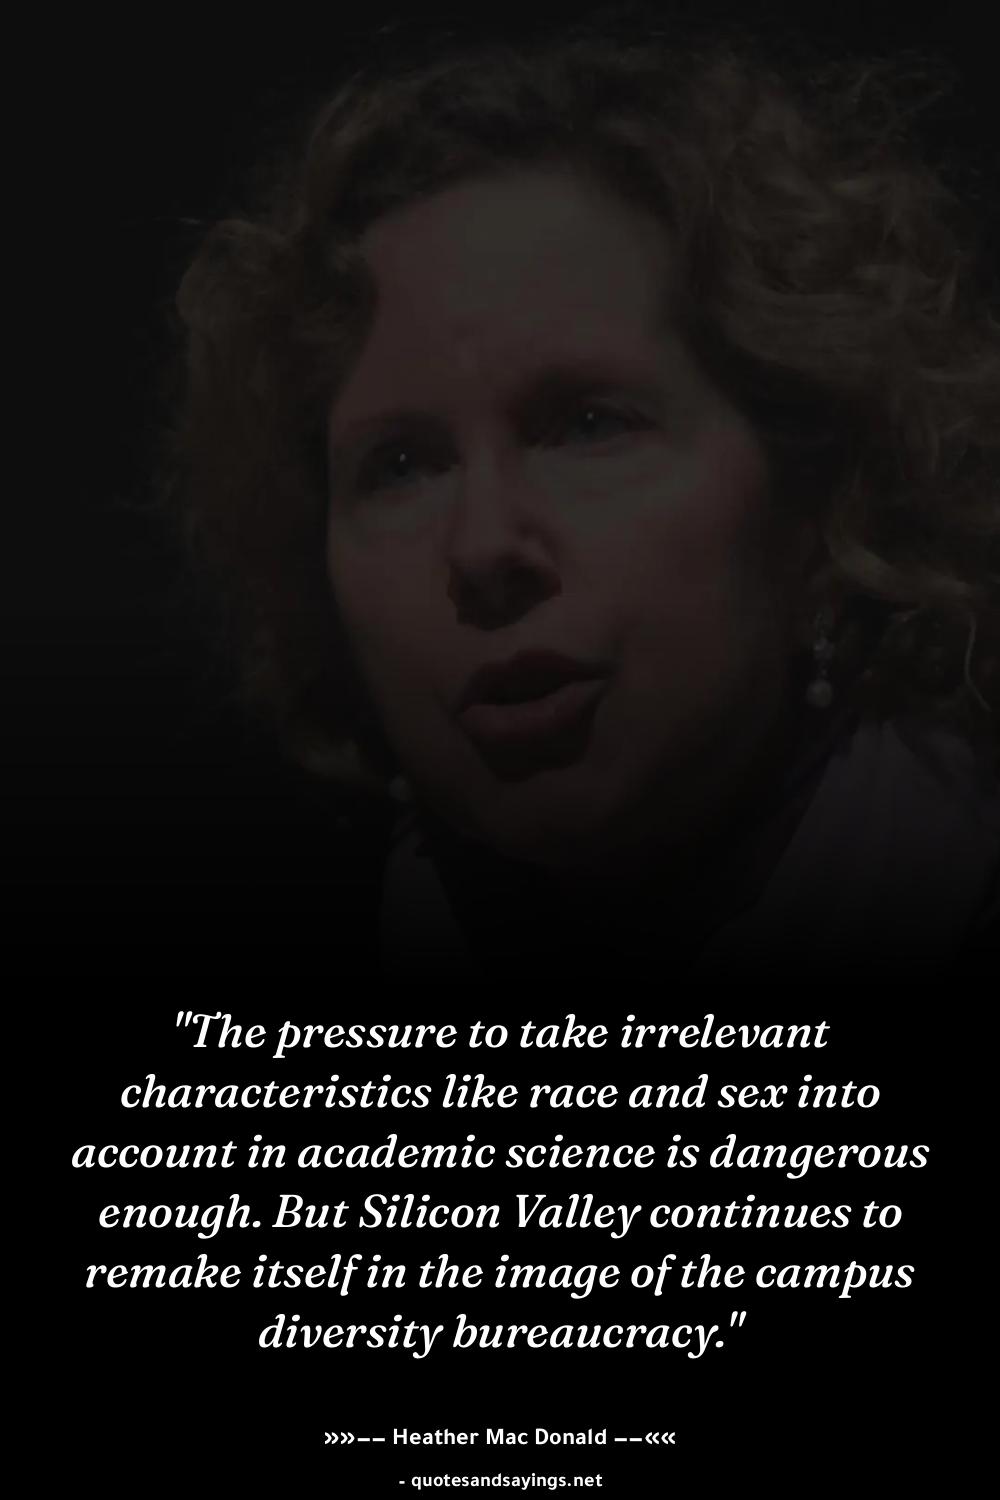 "The pressure to take irrelevant
characteristics like race and sex into
account in academic science is dangerous
enough. But Silicon Valley continues to
remake itself in the image of the campus
diversity bureaucracy."
»»−− Heather Mac Donald −−««
- quotesandsayings.net